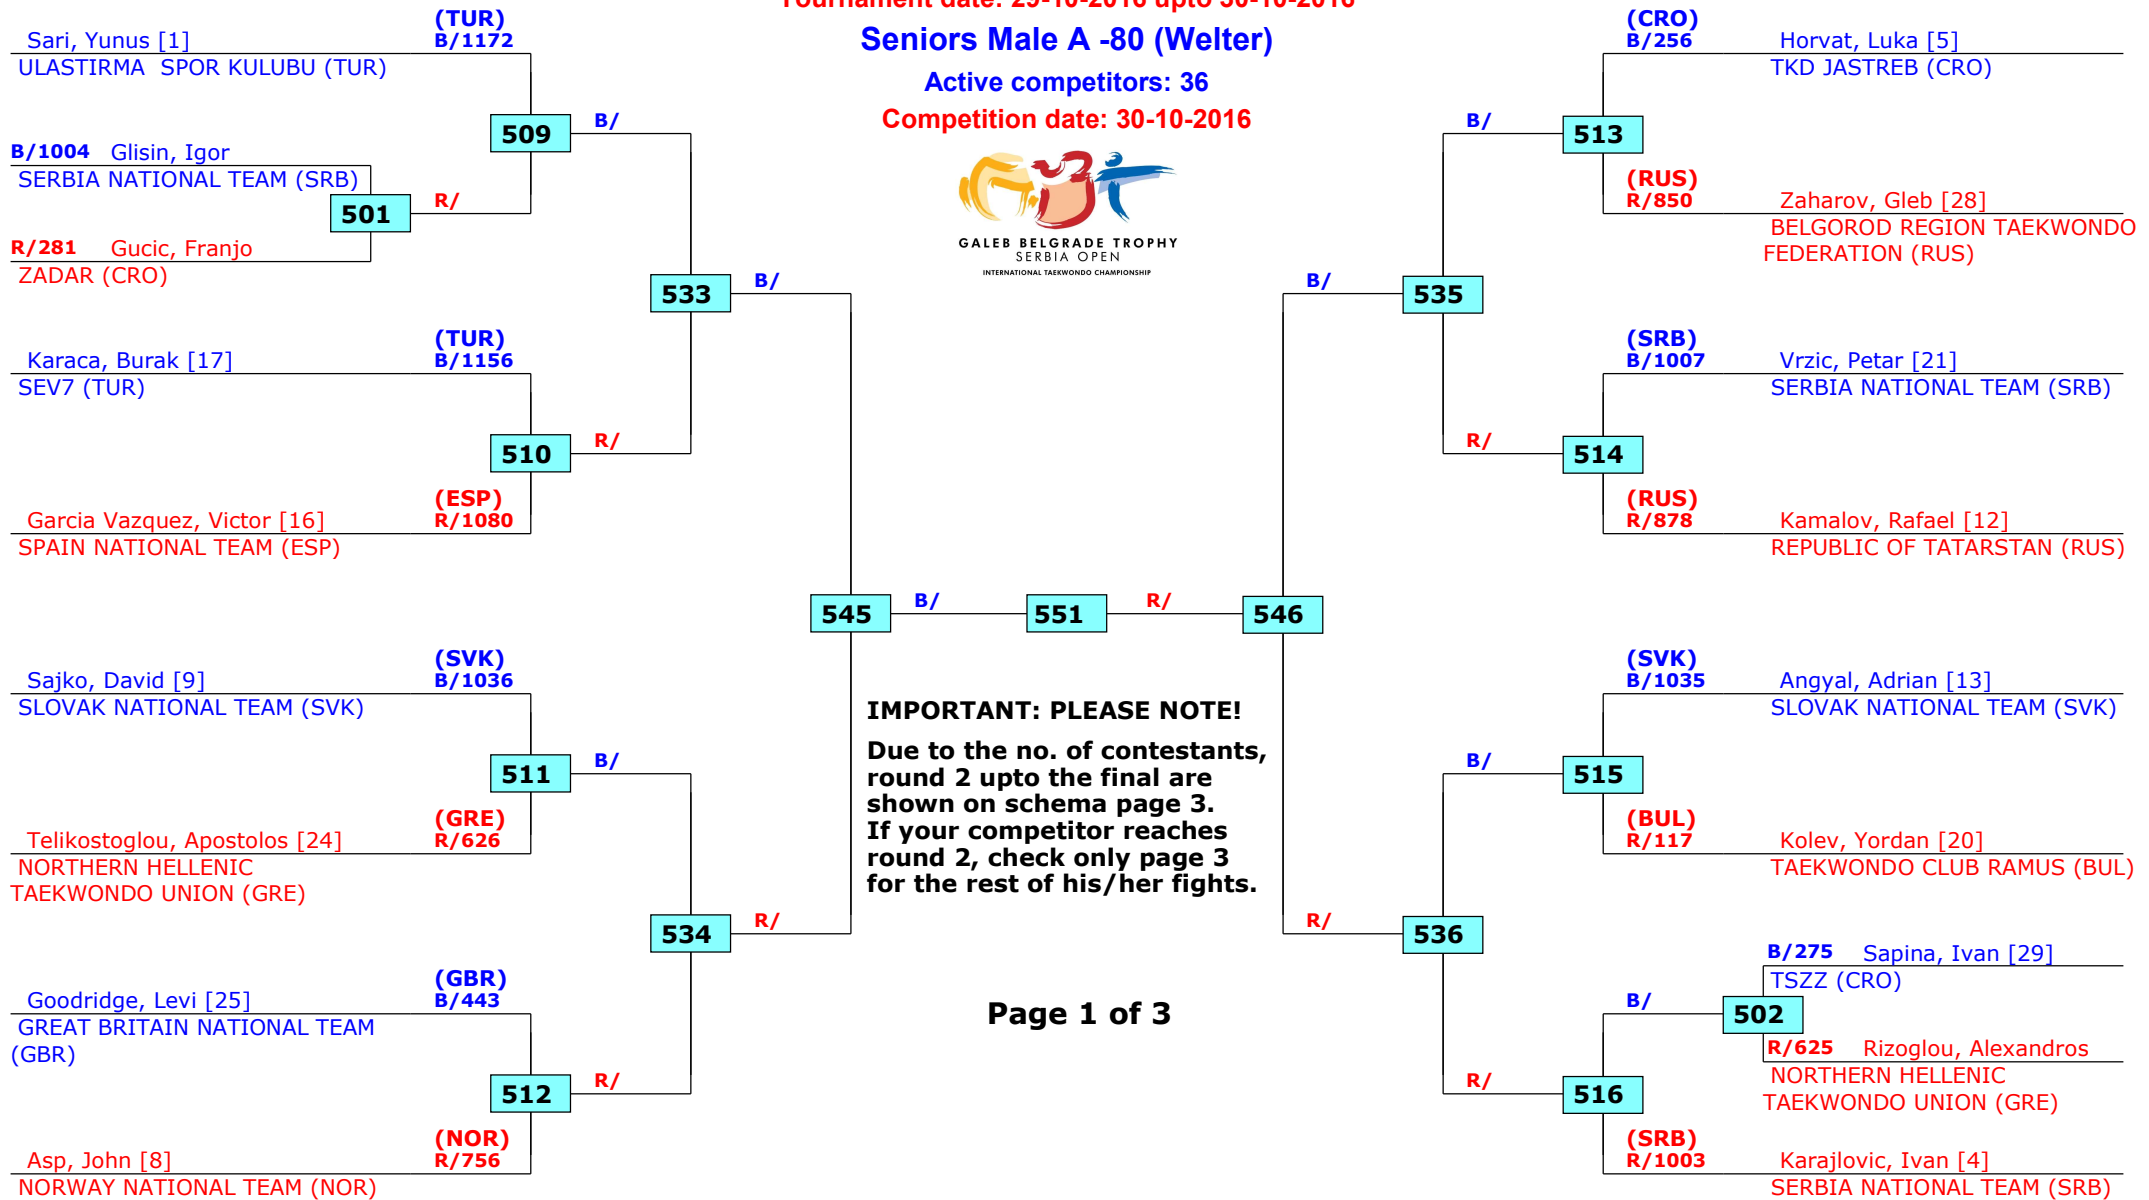 Tournament date: 29-10-2016 upto 30-10-2016
Seniors Male A -80 (Welter)
Active competitors: 36
Competition date: 30-10-2016
GALEB BELGRADE TROPHY
SERBIA OPEN
INTERNATIONAL TAEKWONDO CHAMPIONSHIP
(TUR)
Sari, Yunus [1] B/1172
ULASTIRMA SPOR KULUBU (TUR)
509 B/
B/1004 Glisin, Igor
SERBIA NATIONAL TEAM (SRB)
501 R/
R/281 Gucic, Franjo
ZADAR (CRO)
533 B/
(TUR)
Karaca, Burak [17] B/1156
SEV7 (TUR)
510 R/
(ESP)
Garcia Vazquez, Victor [16] R/1080
SPAIN NATIONAL TEAM (ESP)
545 B/ 551 R/ 546
(SVK)
Sajko, David [9] B/1036
SLOVAK NATIONAL TEAM (SVK)
511 B/
(GRE)
Telikostoglou, Apostolos [24] R/626
NORTHERN HELLENIC
TAEKWONDO UNION (GRE)
534 R/
(GBR)
Goodridge, Levi [25] B/443
GREAT BRITAIN NATIONAL TEAM
(GBR)
512 R/
(NOR)
Asp, John [8] R/756
NORWAY NATIONAL TEAM (NOR)
IMPORTANT: PLEASE NOTE!
Due to the no. of contestants,
round 2 upto the final are
shown on schema page 3.
If your competitor reaches
round 2, check only page 3
for the rest of his/her fights.
Page 1 of 3
(CRO)
B/256 Horvat, Luka [5]
TKD JASTREB (CRO)
B/ 513
(RUS)
R/850 Zaharov, Gleb [28]
BELGOROD REGION TAEKWONDO
FEDERATION (RUS)
B/ 535
(SRB)
B/1007 Vrzic, Petar [21]
SERBIA NATIONAL TEAM (SRB)
R/ 514
(RUS)
R/878 Kamalov, Rafael [12]
REPUBLIC OF TATARSTAN (RUS)
(SVK)
B/1035 Angyal, Adrian [13]
SLOVAK NATIONAL TEAM (SVK)
B/ 515
(BUL)
R/117 Kolev, Yordan [20]
TAEKWONDO CLUB RAMUS (BUL)
R/ 536
B/275 Sapina, Ivan [29]
TSZZ (CRO)
B/ 502
R/625 Rizoglou, Alexandros
NORTHERN HELLENIC
TAEKWONDO UNION (GRE)
R/ 516
(SRB)
R/1003 Karajlovic, Ivan [4]
SERBIA NATIONAL TEAM (SRB)